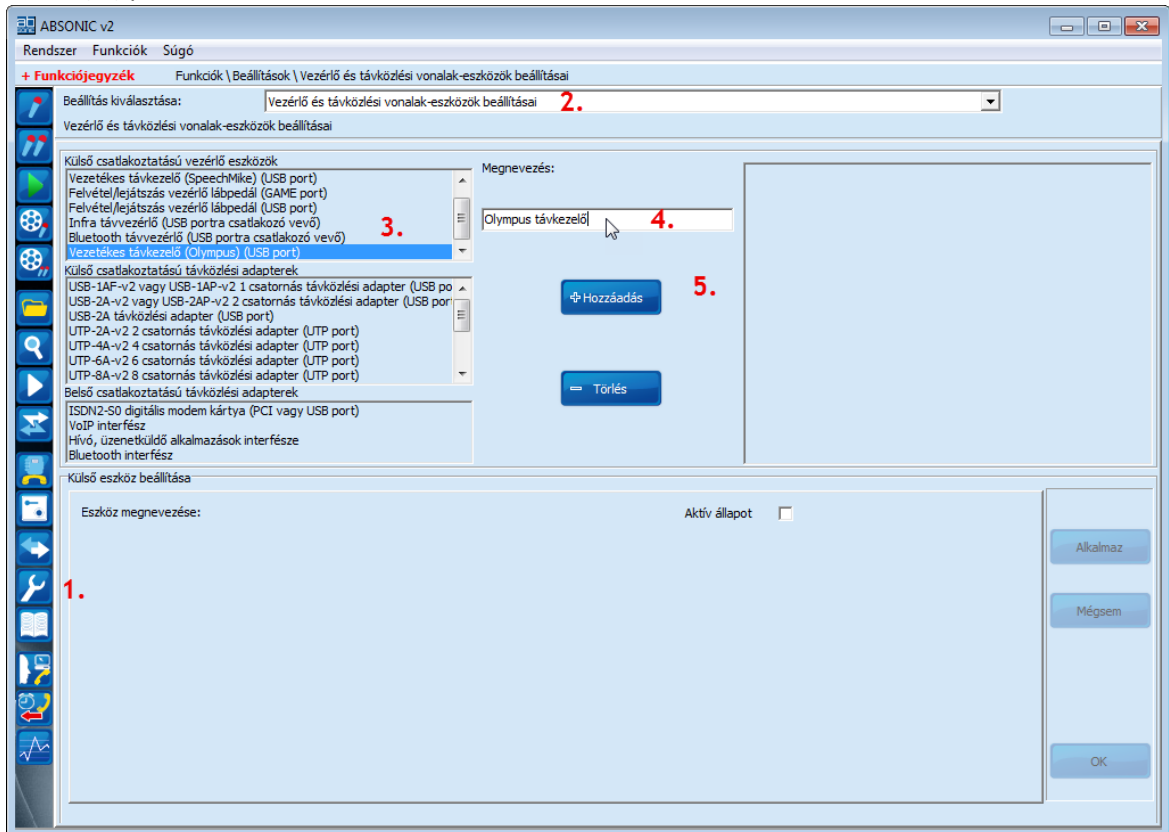 ABSONIC v2
Rendszer Funkciók Súgó
+ Funkciójegyzék Funkciók \ Beállítások \ Vezérlő és távközlési vonalak-eszközök beállításai
Beállítás kiválasztása: Vezérlő és távközlési vonalak-eszközök beállításai 2.
Vezérlő és távközlési vonalak-eszközök beállításai
Külső csatlakoztatású vezérlő eszközök
Vezetékes távkezelő (SpeechMike) (USB port)
Felvétel/lejátszás vezérlő lábpedál (GAME port)
Felvétel/lejátszás vezérlő lábpedál (USB port)
Infra távvezérlő (USB portra csatlakozó vevő)
Bluetooth távvezérlő (USB portra csatlakozó vevő)
Vezetékes távkezelő (Olympus) (USB port)
3.
Megnevezés:
Olympus távkezelő 4.
Külső csatlakoztatású távközlési adapterek
USB-1AF-v2 vagy USB-1AP-v2 1 csatornás távközlési adapter (USB po
USB-2A-v2 vagy USB-2AP-v2 2 csatornás távközlési adapter (USB por
USB-2A távközlési adapter (USB port)
UTP-2A-v2 2 csatornás távközlési adapter (UTP port)
UTP-4A-v2 4 csatornás távközlési adapter (UTP port)
UTP-6A-v2 6 csatornás távközlési adapter (UTP port)
UTP-8A-v2 8 csatornás távközlési adapter (UTP port)
Hozzáadás 5.
Törlés
Belső csatlakoztatású távközlési adapterek
ISDN2-S0 digitális modem kártya (PCI vagy USB port)
VoIP interfész
Hívó, üzenetküldő alkalmazások interfésze
Bluetooth interfész
Külső eszköz beállítása
Eszköz megnevezése: Aktív állapot
1.
Alkalmaz
Mégsem
OK